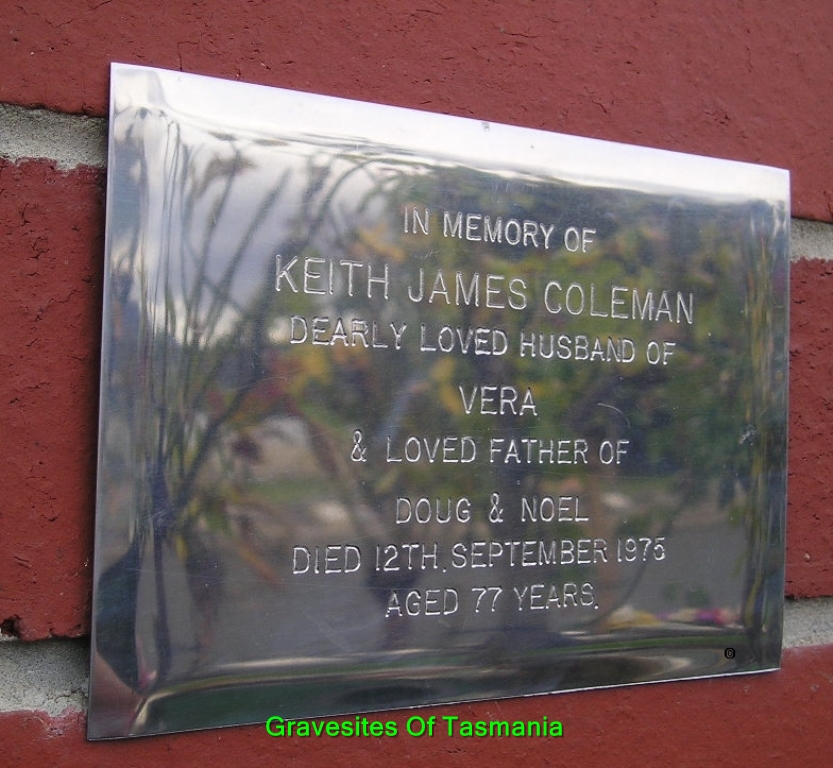 IN MEMORY OF
KEITH JAMES COLEMAN
DEARLY LOVED HUSBAND OF
VERA
& LOVED FATHER OF
DOUG & NOEL
DIED 12TH. SEPTEMBER 1975
AGED 77 YEARS.
©
Gravesites Of Tasmania